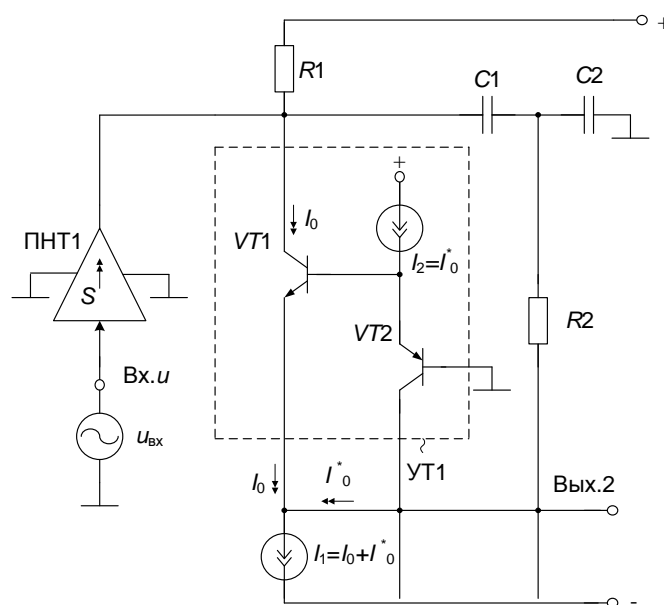 +
R1
C1
C2
+
I₀
ПНТ1
VT1
I₂=I*₀
S
VT2
R2
Вх.u
uвх
УТ1
I₀
I*₀
Вых.2
I₁=I₀+I*₀
-